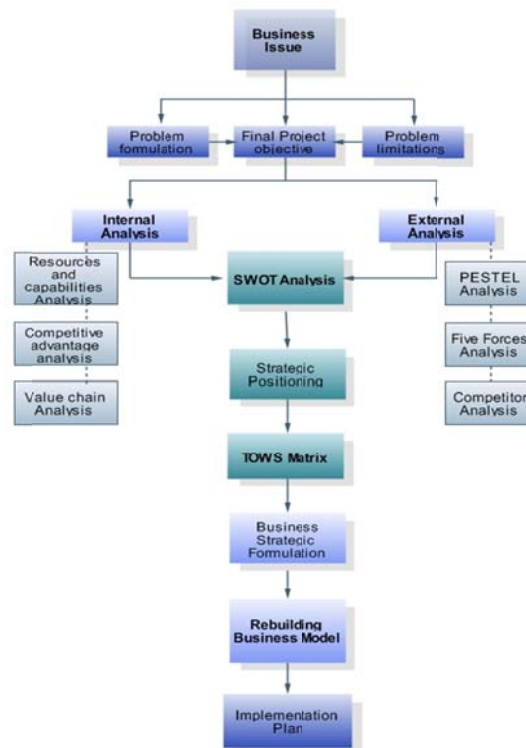 Business
Issue
Problem
formulation
Final Project
objective
Problem
limitations
Internal
Analysis
External
Analysis
Resources
and
capabilities
Analysis
Competitive
advantage
analysis
Value chain
Analysis
SWOT Analysis
PESTEL
Analysis
Five Forces
Analysis
Competitor
Analysis
Strategic
Positioning
TOWS Matrix
Business
Strategic
Formulation
Rebuilding
Business Model
Implementation
Plan